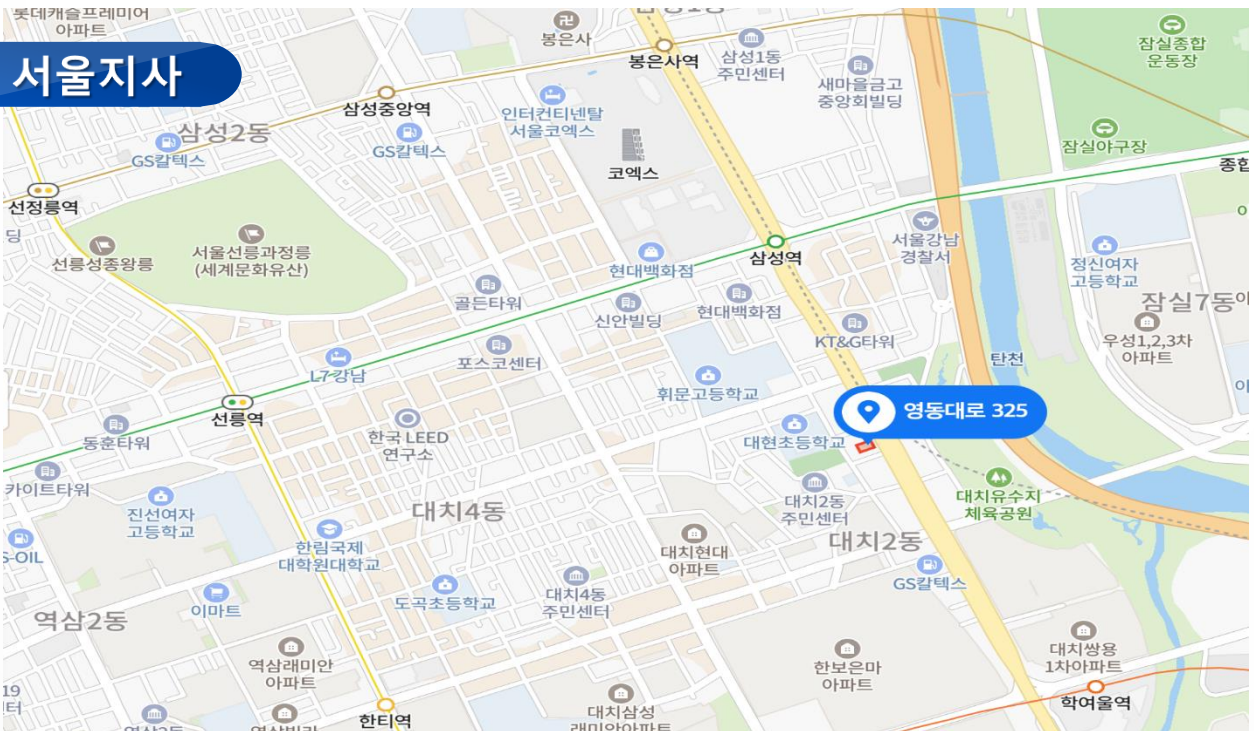 롯데캐슬프레미어
아파트
서울지사
봉은사
봉은사역
삼성1동
주민센터
새마을금고
중앙회빌딩
잠실종합
운동장
삼성중앙역
삼성2동
GS칼텍스
GS칼텍스
인터컨티넨탈
서울코엑스
코엑스
잠실야구장
종합
선정릉역
딩
선릉성종왕릉
서울선릉과정릉
(세계문화유산)
현대백화점
삼성역
서울강남
경찰서
정신여자
고등학교
골든타워
신안빌딩
현대백화점
KT&G타워
잠실7동
우성1,2,3차
아파트
L7강남
포스코센터
휘문고등학교
탄천
선릉역
동훈타워
한국 LEED
연구소
대현초등학교
영동대로 325
카이트타워
진선여자
고등학교
대치4동
대치2동
주민센터
대치유수지
체육공원
S-OIL
한림국제
대학원대학교
대치현대
아파트
대치2동
GS칼텍스
이마트
도곡초등학교
대치4동
주민센터
역삼2동
역삼래미안
아파트
한보은마
아파트
대치쌍용
1차아파트
19
터
한티역
대치삼성
래미안아파트
학여울역